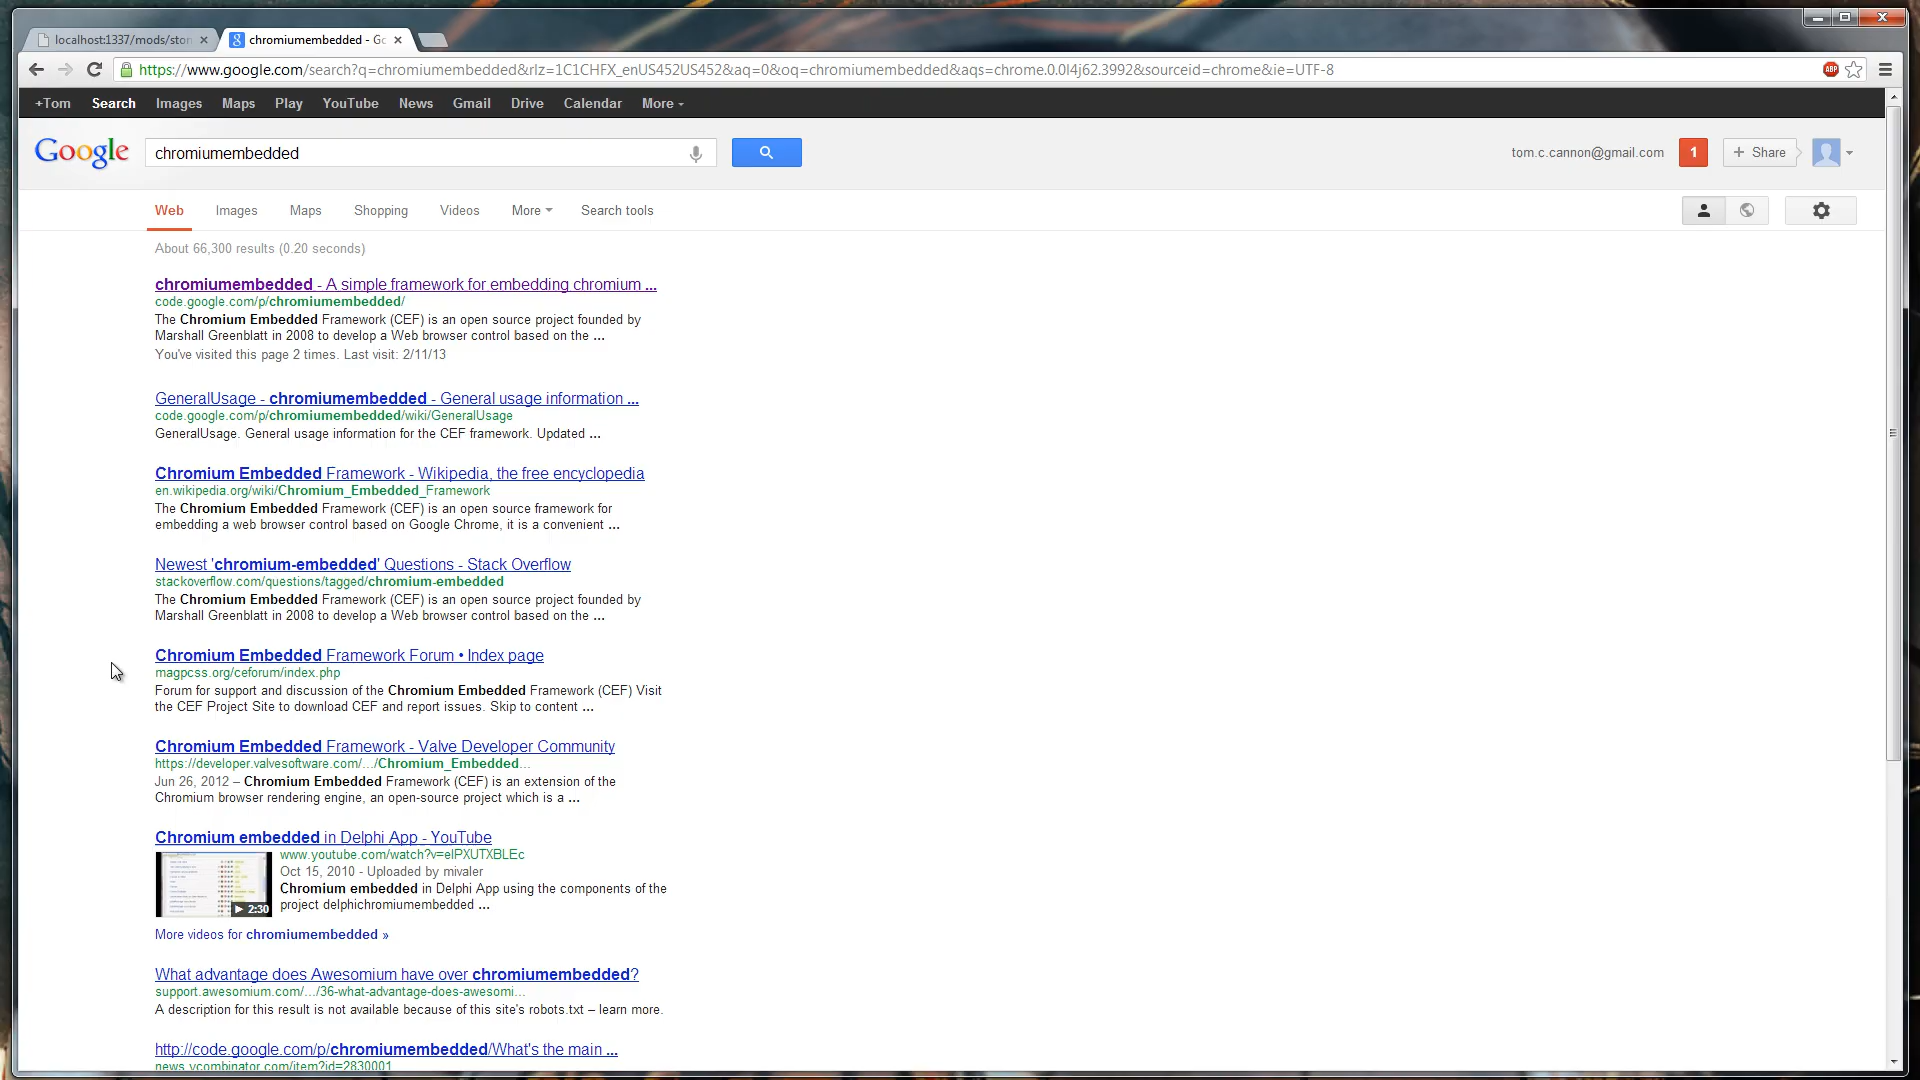 localhost:1337/mods/ston
chromiumembedded - Go
https://www.google.com/search?q=chromiumembedded&rlz=1C1CHFX_enUS452US452&aq=0&oq=chromiumembedded&aqs=chrome.0.0l4j62.3992&sourceid=chrome&ie=UTF-8
ABP
+Tom Search Images Maps Play YouTube News Gmail Drive Calendar More
Google
chromiumembedded
tom.c.cannon@gmail.com 1 + Share
Web Images Maps Shopping Videos More Search tools
About 66,300 results (0.20 seconds)
chromiumembedded - A simple framework for embedding chromium ...
code.google.com/p/chromiumembedded/
The Chromium Embedded Framework (CEF) is an open source project founded by
Marshall Greenblatt in 2008 to develop a Web browser control based on the ...
You've visited this page 2 times. Last visit: 2/11/13
GeneralUsage - chromiumembedded - General usage information ...
code.google.com/p/chromiumembedded/wiki/GeneralUsage
GeneralUsage. General usage information for the CEF framework. Updated ...
Chromium Embedded Framework - Wikipedia, the free encyclopedia
en.wikipedia.org/wiki/Chromium_Embedded_Framework
The Chromium Embedded Framework (CEF) is an open source framework for
embedding a web browser control based on Google Chrome, it is a convenient ...
Newest 'chromium-embedded' Questions - Stack Overflow
stackoverflow.com/questions/tagged/chromium-embedded
The Chromium Embedded Framework (CEF) is an open source project founded by
Marshall Greenblatt in 2008 to develop a Web browser control based on the ...
Chromium Embedded Framework Forum • Index page
magpcss.org/ceforum/index.php
Forum for support and discussion of the Chromium Embedded Framework (CEF) Visit
the CEF Project Site to download CEF and report issues. Skip to content ...
Chromium Embedded Framework - Valve Developer Community
https://developer.valvesoftware.com/.../Chromium_Embedded...
Jun 26, 2012 – Chromium Embedded Framework (CEF) is an extension of the
Chromium browser rendering engine, an open-source project which is a ...
Chromium embedded in Delphi App - YouTube
www.youtube.com/watch?v=elPXUTXBLEc
Oct 15, 2010 - Uploaded by mivaler
Chromium embedded in Delphi App using the components of the
project delphichromiumembedded ...
2:30
More videos for chromiumembedded »
What advantage does Awesomium have over chromiumembedded?
support.awesomium.com/.../36-what-advantage-does-awesomi...
A description for this result is not available because of this site's robots.txt – learn more.
http://code.google.com/p/chromiumembedded/What's the main ...
news.ycombinator.com/item?id=2830001